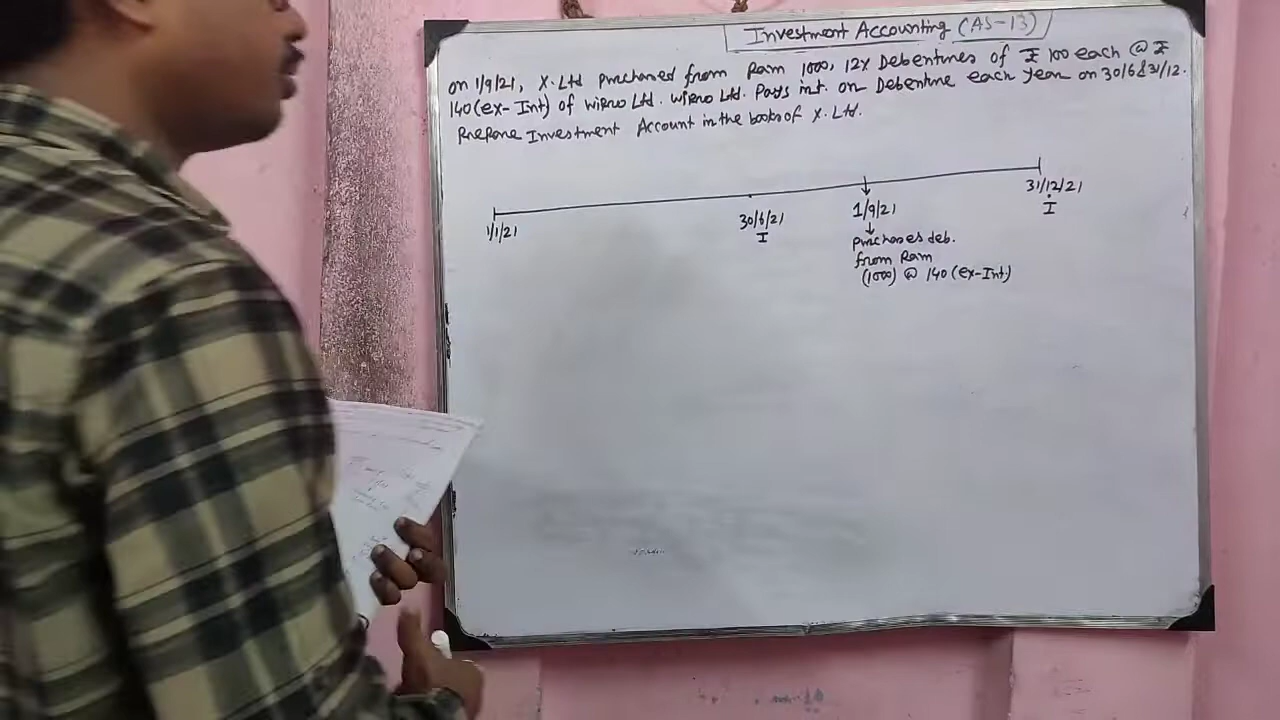 Investment Accounting (AS-13)
on 1/9/21, X.Ltd purchased from Ram 1000, 12% Debentures of ₹ 100 each @ ₹
140 (ex-Int) of wipro Ltd. wipro Ltd. Pays int. on Debenture each year on 30/6 & 31/12.
Prepare Investment Account in the books of X.Ltd.
1/1/21
30/6/21
I
1/9/21
31/12/21
I
purchases deb.
from Ram
(1000) @ 140 (ex-Int.)